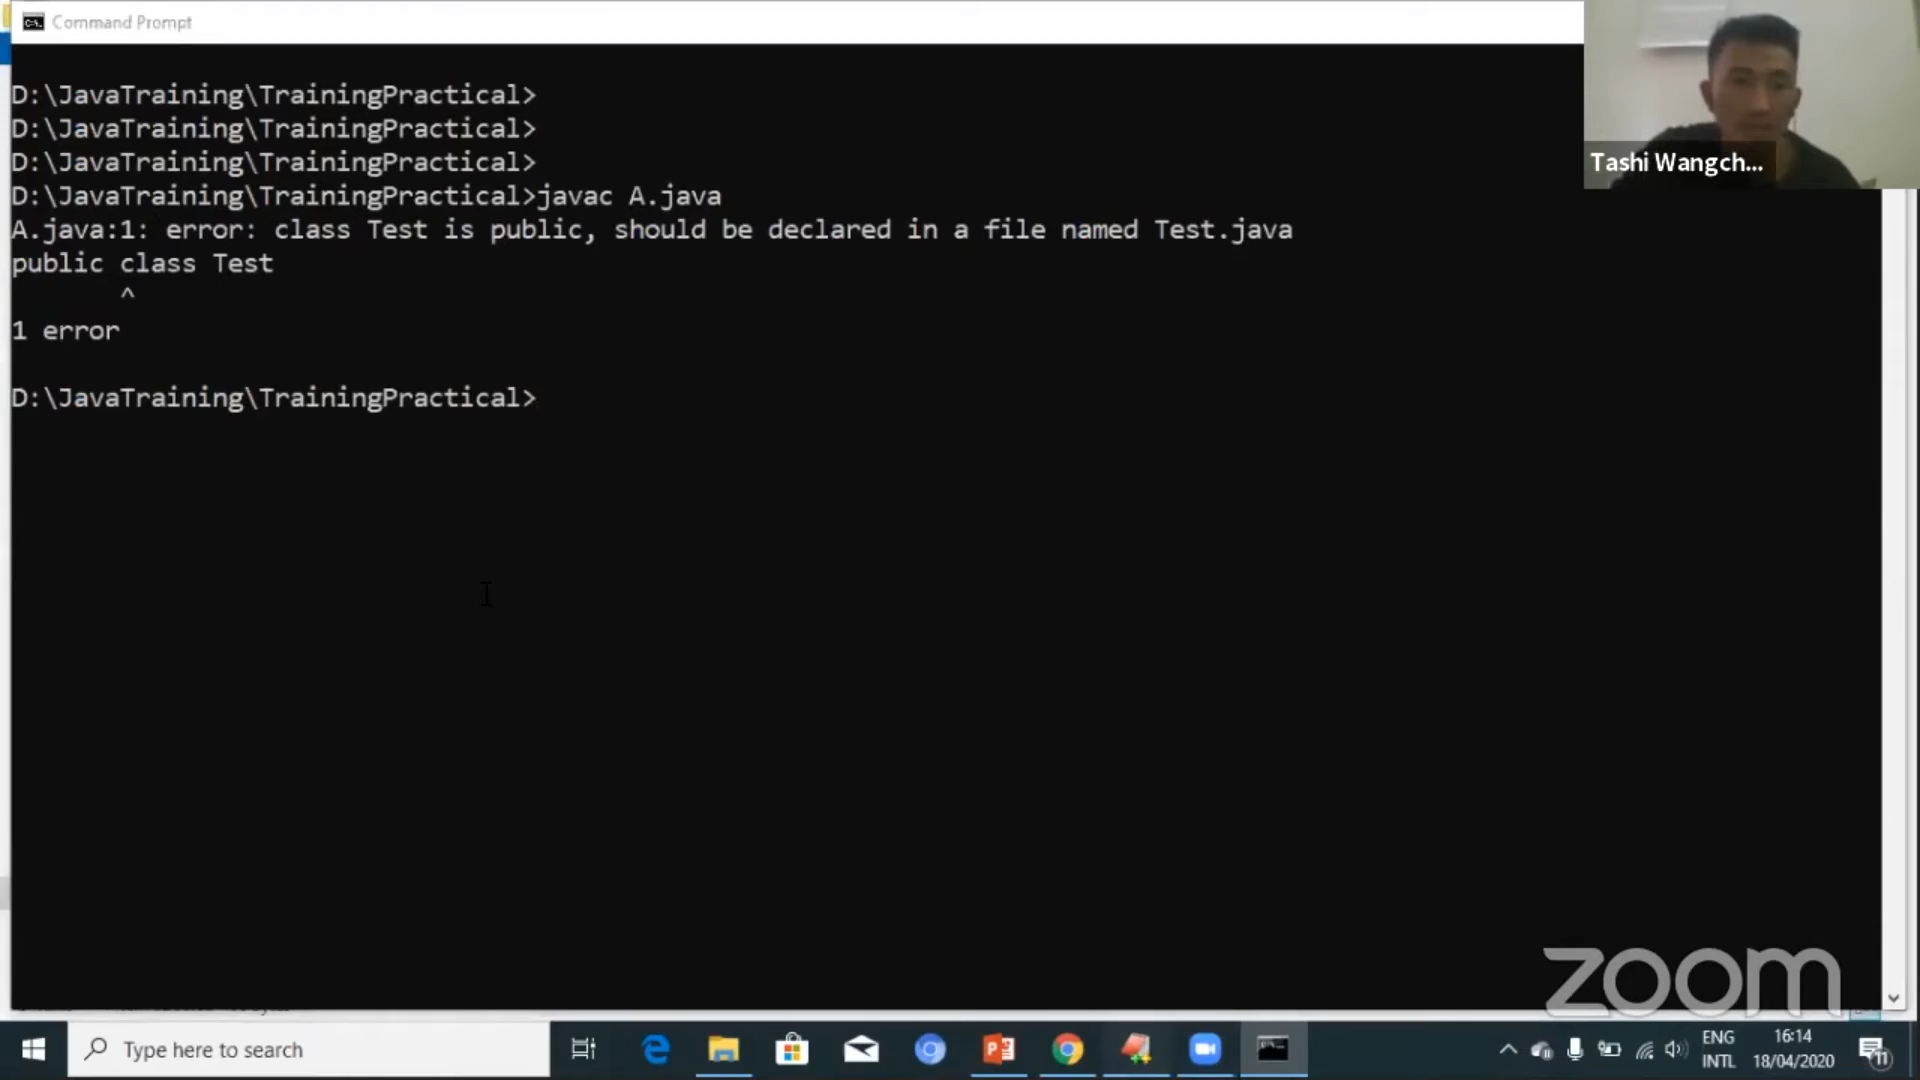 Command Prompt
D:\JavaTraining\TrainingPractical>
D:\JavaTraining\TrainingPractical>
D:\JavaTraining\TrainingPractical>
D:\JavaTraining\TrainingPractical>javac A.java
A.java:1: error: class Test is public, should be declared in a file named Test.java
public class Test
^
1 error
D:\JavaTraining\TrainingPractical>
Tashi Wangch...
zoom
Type here to search
ENG
INTL
16:14
18/04/2020
11